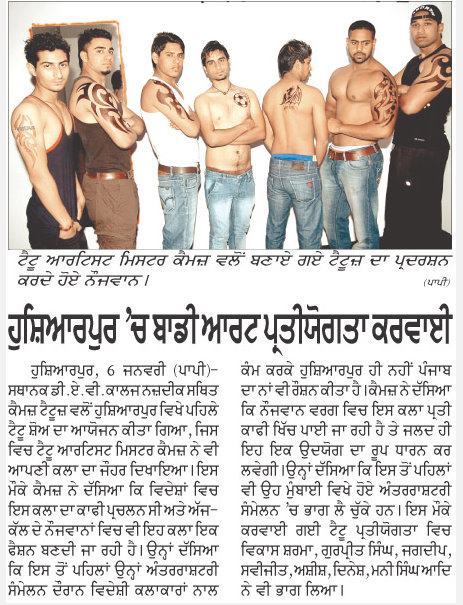 ਟੈਟੂ ਆਰਟਿਸਟ ਮਿਸਟਰ ਕੈਮਜ਼ ਵਲੋਂ ਬਣਾਏ ਗਏ ਟੈਟੂਜ਼ ਦਾ ਪ੍ਰਦਰਸ਼ਨ
ਕਰਦੇ ਹੋਏ ਨੌਜਵਾਨ। (ਪਾਪੀ)
ਹੁਸ਼ਿਆਰਪੁਰ 'ਚ ਬਾਡੀ ਆਰਟ ਪ੍ਰਤੀਯੋਗਤਾ ਕਰਵਾਈ
ਹੁਸ਼ਿਆਰਪੁਰ, 6 ਜਨਵਰੀ (ਪਾਪੀ)-
ਸਥਾਨਕ ਡੀ.ਏ.ਵੀ.ਕਾਲਜ ਨਜ਼ਦੀਕ ਸਥਿਤ
ਕੈਮਜ਼ ਟੈਟੂਜ਼ ਵਲੋਂ ਹੁਸ਼ਿਆਰਪੁਰ ਵਿਖੇ ਪਹਿਲੇ
ਟੈਟੂ ਸ਼ੋਅ ਦਾ ਆਯੋਜਨ ਕੀਤਾ ਗਿਆ, ਜਿਸ
ਵਿਚ ਟੈਟੂ ਆਰਟਿਸਟ ਮਿਸਟਰ ਕੈਮਜ਼ ਨੇ ਵੀ
ਆਪਣੀ ਕਲਾ ਦਾ ਜੌਹਰ ਦਿਖਾਇਆ। ਇਸ
ਮੌਕੇ ਕੈਮਜ਼ ਨੇ ਦੱਸਿਆ ਕਿ ਵਿਦੇਸ਼ਾਂ ਵਿਚ
ਇਸ ਕਲਾ ਦਾ ਕਾਫੀ ਪ੍ਰਚਲਨ ਸੀ ਅਤੇ ਅੱਜ-
ਕੱਲ ਦੇ ਨੌਜਵਾਨਾਂ ਵਿਚ ਵੀ ਇਹ ਕਲਾ ਇਕ
ਫੈਸ਼ਨ ਬਣਦੀ ਜਾ ਰਹੀ ਹੈ। ਉਨ੍ਹਾਂ ਦੱਸਿਆ
ਕਿ ਇਸ ਤੋਂ ਪਹਿਲਾਂ ਉਨ੍ਹਾਂ ਅੰਤਰਰਾਸ਼ਟਰੀ
ਸੰਮੇਲਨ ਦੌਰਾਨ ਵਿਦੇਸ਼ੀ ਕਲਾਕਾਰਾਂ ਨਾਲ
ਕੰਮ ਕਰਕੇ ਹੁਸ਼ਿਆਰਪੁਰ ਹੀ ਨਹੀਂ ਪੰਜਾਬ
ਦਾ ਨਾਂ ਵੀ ਰੌਸ਼ਨ ਕੀਤਾ ਹੈ। ਕੈਮਜ਼ ਨੇ ਦੱਸਿਆ
ਕਿ ਨੌਜਵਾਨ ਵਰਗ ਵਿਚ ਇਸ ਕਲਾ ਪ੍ਰਤੀ
ਕਾਫੀ ਖਿੱਚ ਪਾਈ ਜਾ ਰਹੀ ਹੈ ਤੇ ਜਲਦ ਹੀ
ਇਹ ਇਕ ਉਦਯੋਗ ਦਾ ਰੂਪ ਧਾਰਨ ਕਰ
ਲਵੇਗੀ। ਉਨ੍ਹਾਂ ਦੱਸਿਆ ਕਿ ਇਸ ਤੋਂ ਪਹਿਲਾਂ
ਵੀ ਉਹ ਮੁੰਬਾਈ ਵਿਖੇ ਹੋਏ ਅੰਤਰਰਾਸ਼ਟਰੀ
ਸੰਮੇਲਨ 'ਚ ਭਾਗ ਲੈ ਚੁੱਕੇ ਹਨ। ਇਸ ਮੌਕੇ
ਕਰਵਾਈ ਗਈ ਟੈਟੂ ਪ੍ਰਤੀਯੋਗਤਾ ਵਿਚ
ਵਿਕਾਸ ਸ਼ਰਮਾ, ਗੁਰਪ੍ਰੀਤ ਸਿੰਘ, ਜਗਦੀਪ,
ਸਵੀਜੀਤ, ਅਸ਼ੀਸ਼, ਦਿਨੇਸ਼, ਮਨੀ ਸਿੰਘ ਆਦਿ
ਨੇ ਵੀ ਭਾਗ ਲਿਆ।